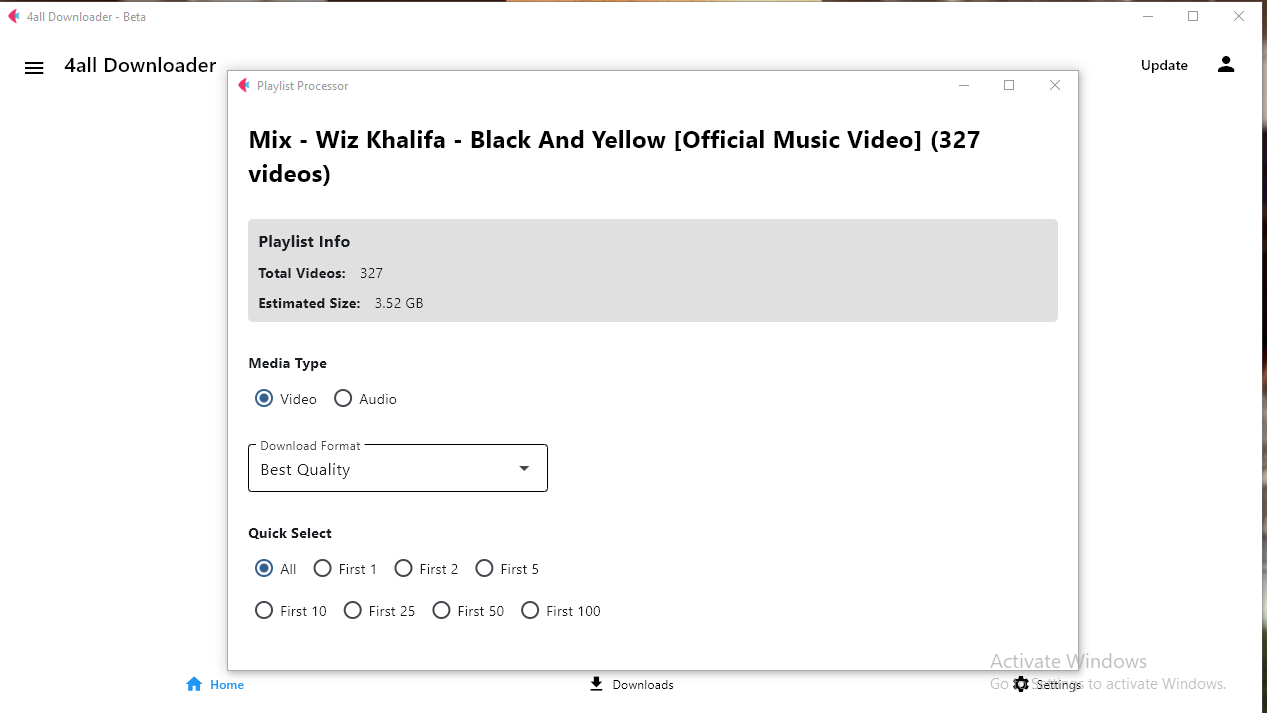 4all Downloader - Beta
4all Downloader
Update
Playlist Processor
Mix - Wiz Khalifa - Black And Yellow [Official Music Video] (327
videos)
Playlist Info
Total Videos: 327
Estimated Size: 3.52 GB
Media Type
Video Audio
Download Format
Best Quality
Quick Select
All First 1 First 2 First 5
First 10 First 25 First 50 First 100
Activate Windows
Go to Settings to activate Windows.
Home Downloads Settings